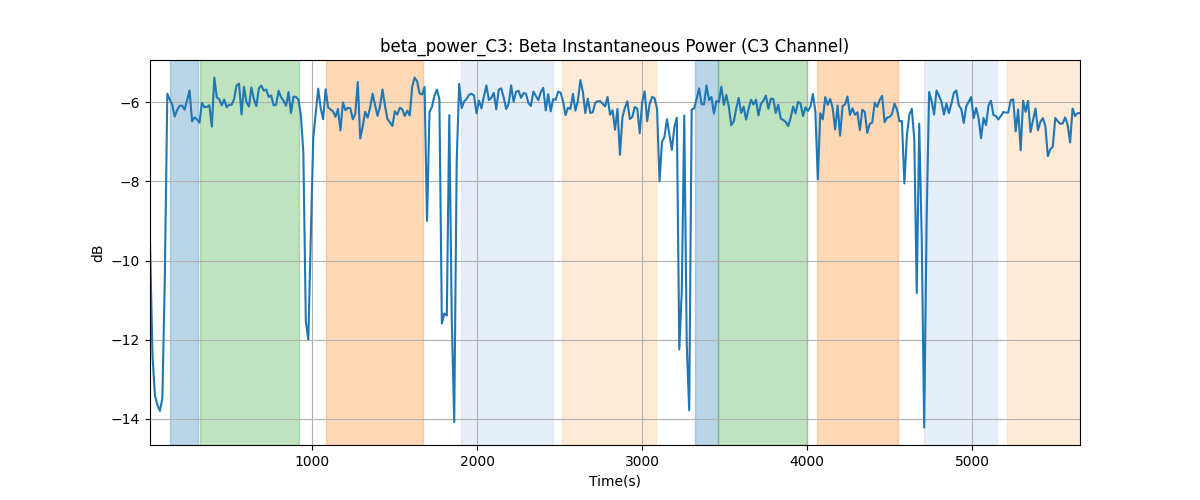 beta_power_C3: Beta Instantaneous Power (C3 Channel)
dB
−6
−8
−10
−12
−14
1000 2000 3000 4000 5000
Time(s)